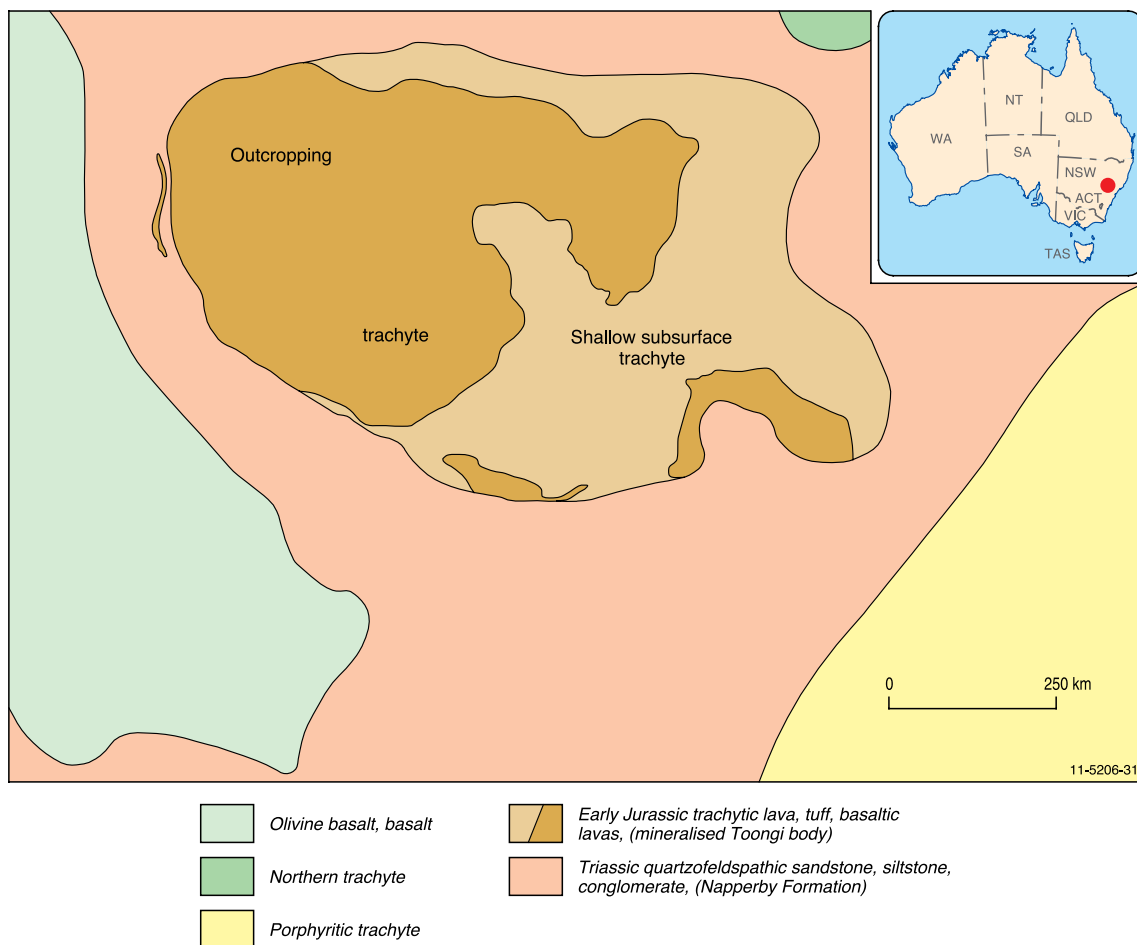 Outcropping
trachyte
Shallow subsurface
trachyte
WA
NT
QLD
SA
NSW
ACT
VIC
TAS
0
250 km
11-5206-31
Olivine basalt, basalt
Northern trachyte
Porphyritic trachyte
Early Jurassic trachytic lava, tuff, basaltic
lavas, (mineralised Toongi body)
Triassic quartzofeldspathic sandstone, siltstone,
conglomerate, (Napperby Formation)